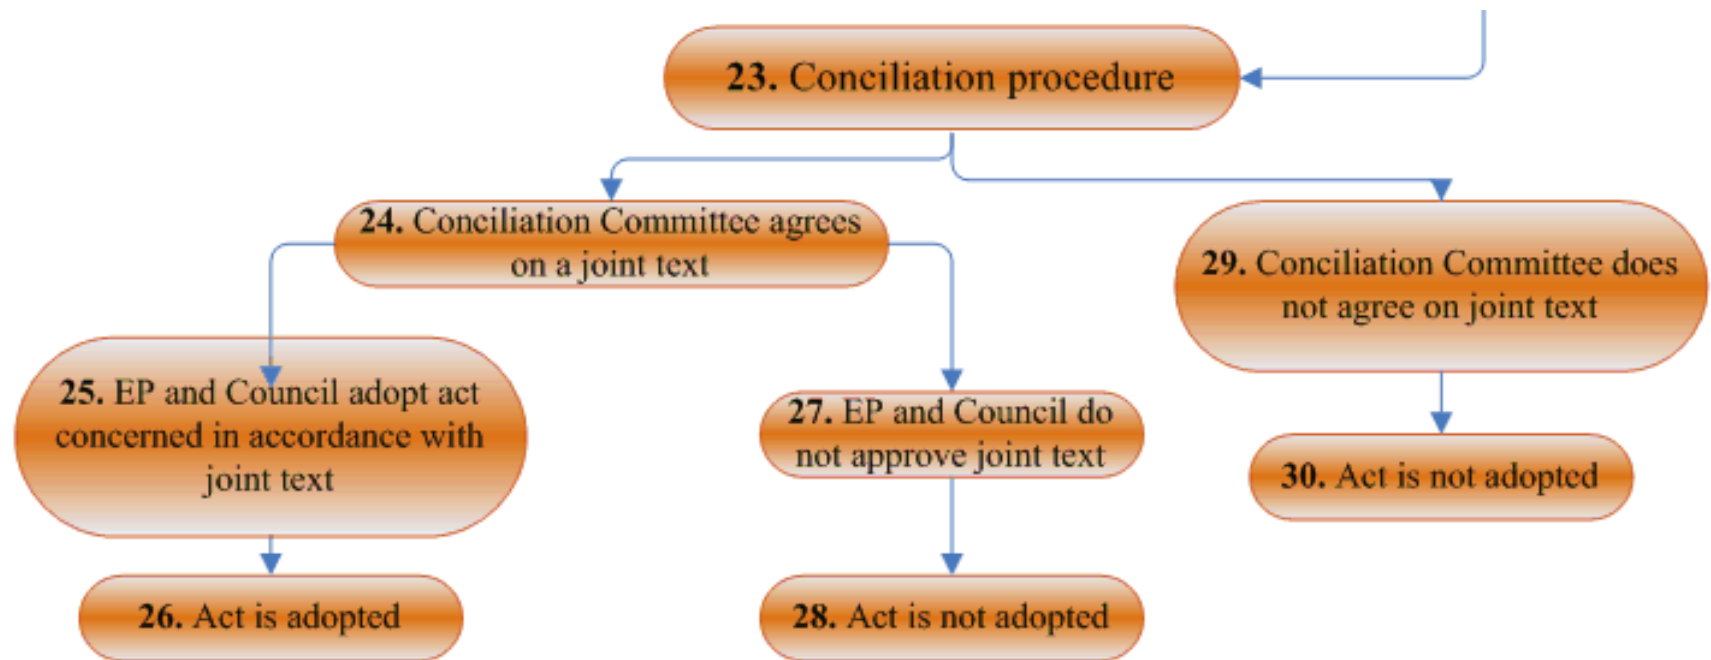 23. Conciliation procedure
24. Conciliation Committee agrees
on a joint text
25. EP and Council adopt act
concerned in accordance with
joint text
26. Act is adopted
27. EP and Council do
not approve joint text
28. Act is not adopted
29. Conciliation Committee does
not agree on joint text
30. Act is not adopted